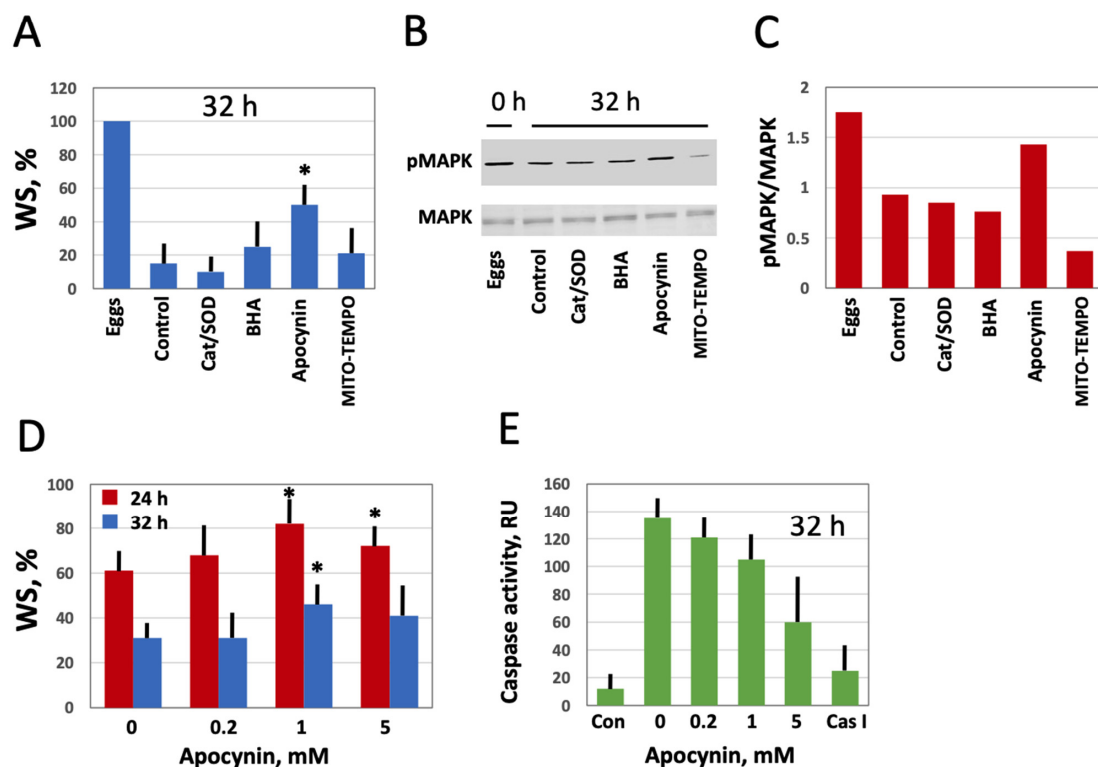 A
B
C
120
100
80
60
40
20
0
WS, %
32 h
*
Eggs
Control
Cat/SOD
BHA
Apocynin
MITO-TEMPO
0 h 32 h
pMAPK
MAPK
Eggs
Control
Cat/SOD
BHA
Apocynin
MITO-TEMPO
2
1.5
1
0.5
0
pMAPK/MAPK
Eggs
Control
Cat/SOD
BHA
Apocynin
MITO-TEMPO
D
E
100
80
60
40
20
0
WS, %
24 h
32 h
*
*
*
0 0.2 1 5
Apocynin, mM
160
140
120
100
80
60
40
20
0
Caspase activity, RU
32 h
Con 0 0.2 1 5 Cas I
Apocynin, mM